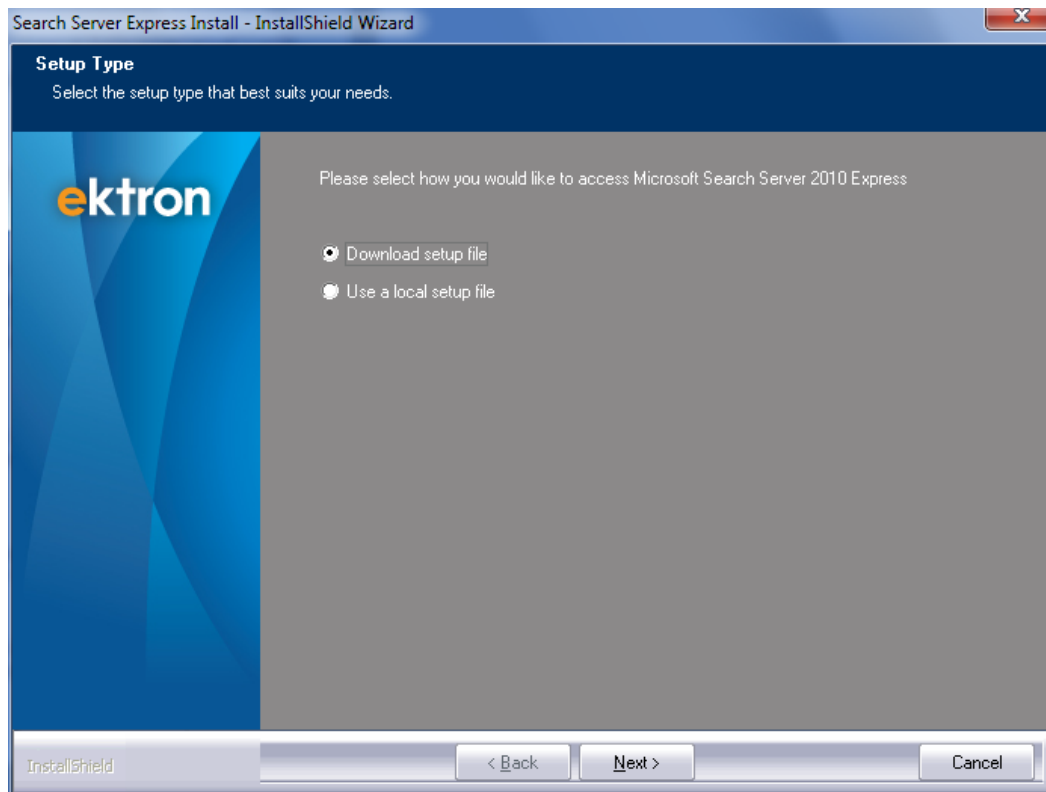 Search Server Express Install - InstallShield Wizard
X
Setup Type
Select the setup type that best suits your needs.
ektron
Please select how you would like to access Microsoft Search Server 2010 Express
Download setup file
Use a local setup file
InstallShield
< Back
Next >
Cancel